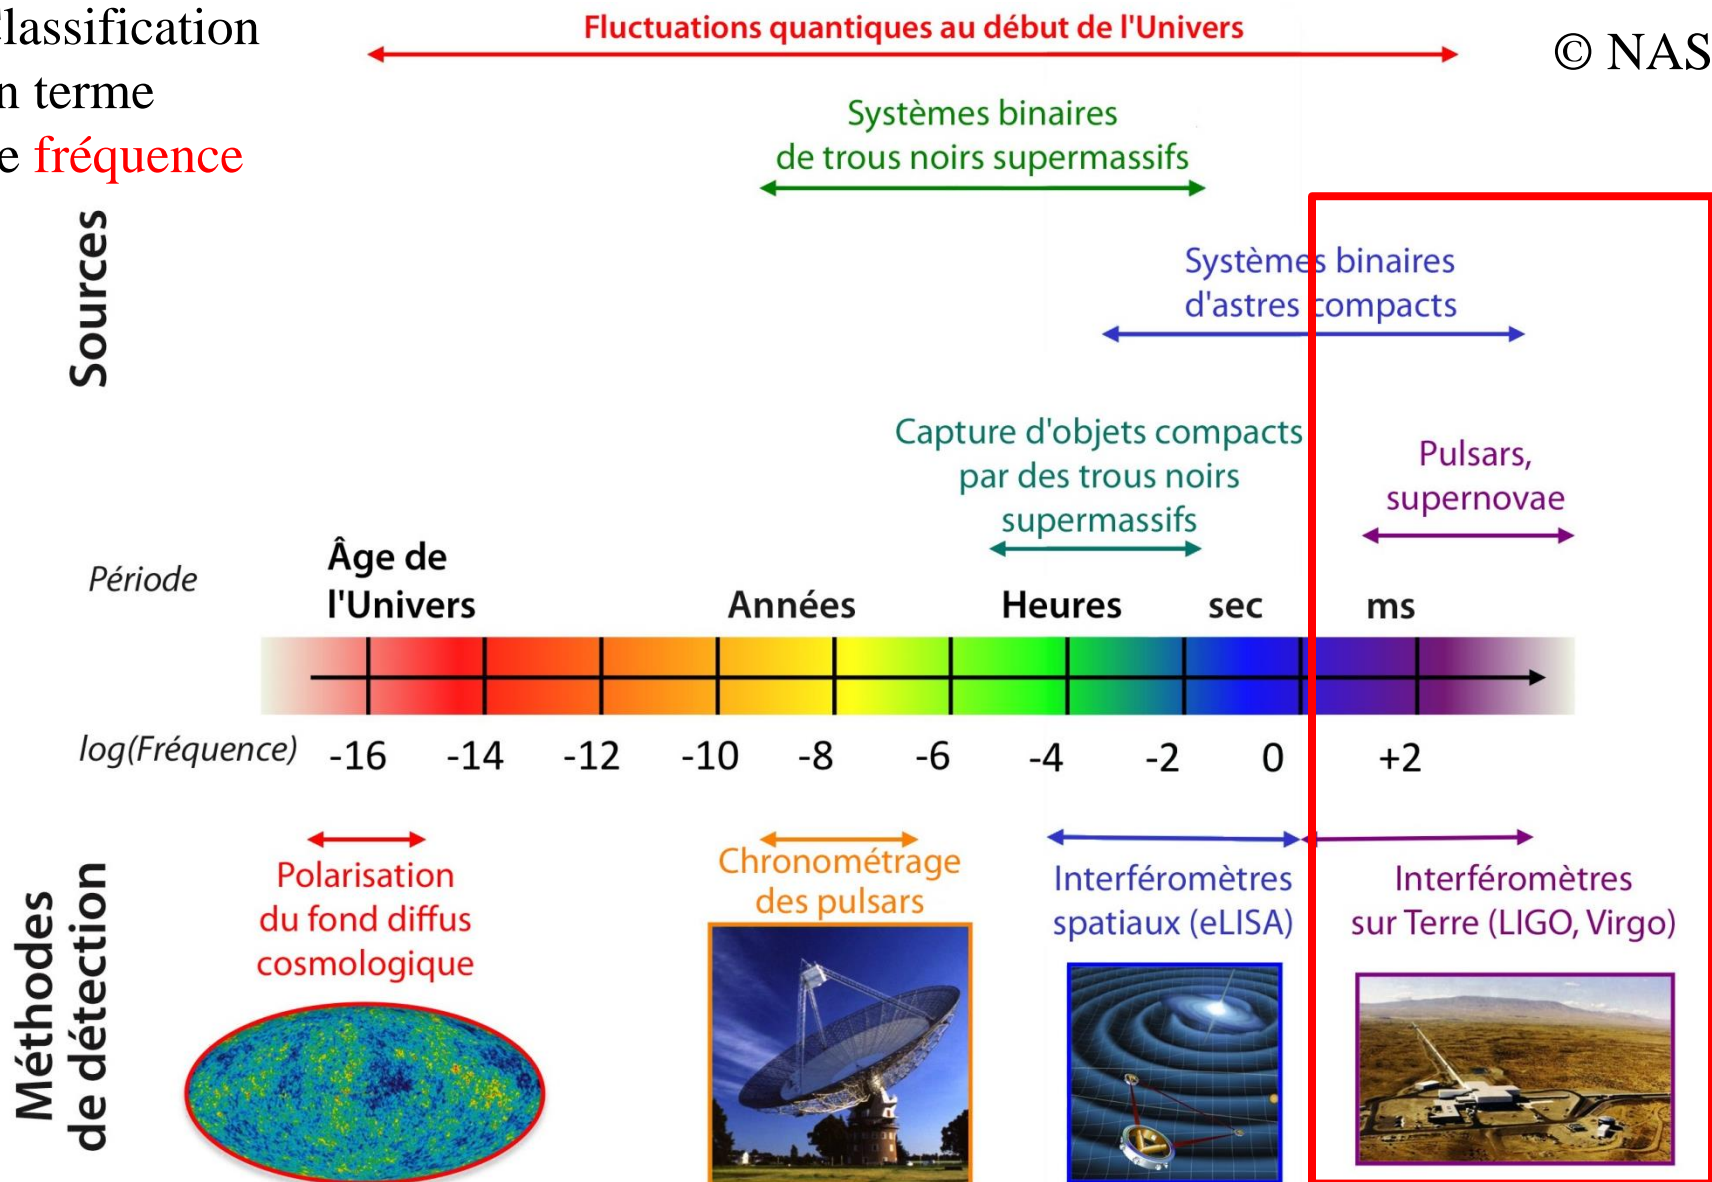 Classification
n terme
e fréquence
Fluctuations quantiques au début de l'Univers
© NAS
Systèmes binaires
de trous noirs supermassifs
Systèmes binaires
d'astres compacts
Sources
Capture d'objets compacts
par des trous noirs
supermassifs
Pulsars,
supernovae
Période
Âge de
l'Univers
Années
Heures
sec
ms
log(Fréquence)
-16
-14
-12
-10
-8
-6
-4
-2
0
+2
Méthodes
de détection
Polarisation
du fond diffus
cosmologique
Chronométrage
des pulsars
Interféromètres
spatiaux (eLISA)
Interféromètres
sur Terre (LIGO, Virgo)